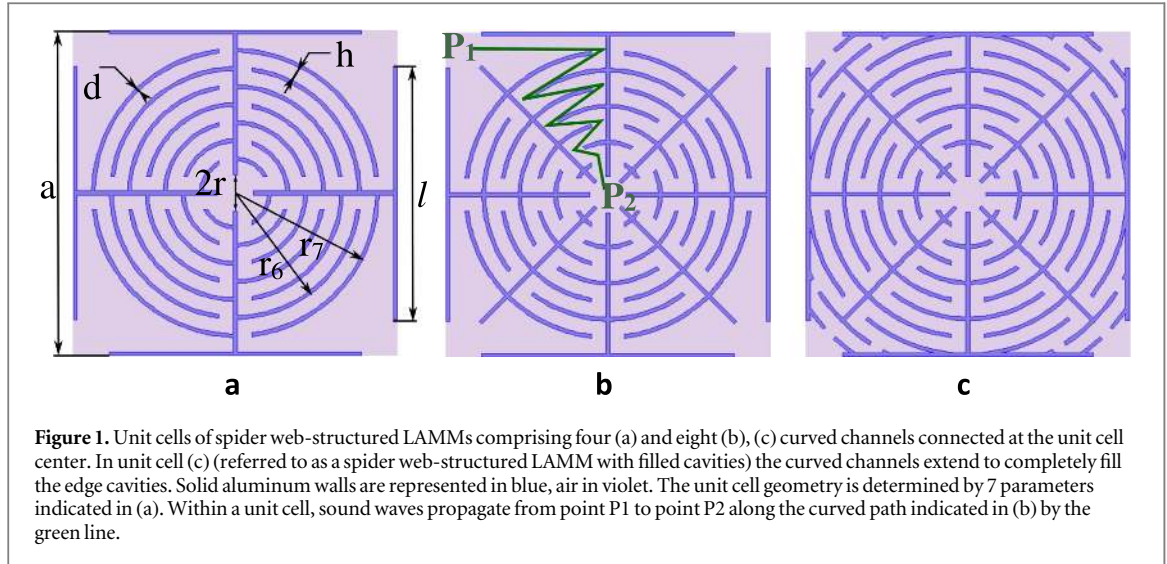 P1
h
d
a
2r
l
P2
r7
r6
a
b
c
Figure 1. Unit cells of spider web-structured LAMMs comprising four (a) and eight (b), (c) curved channels connected at the unit cell
center. In unit cell (c) (referred to as a spider web-structured LAMM with filled cavities) the curved channels extend to completely fill
the edge cavities. Solid aluminum walls are represented in blue, air in violet. The unit cell geometry is determined by 7 parameters
indicated in (a). Within a unit cell, sound waves propagate from point P1 to point P2 along the curved path indicated in (b) by the
green line.